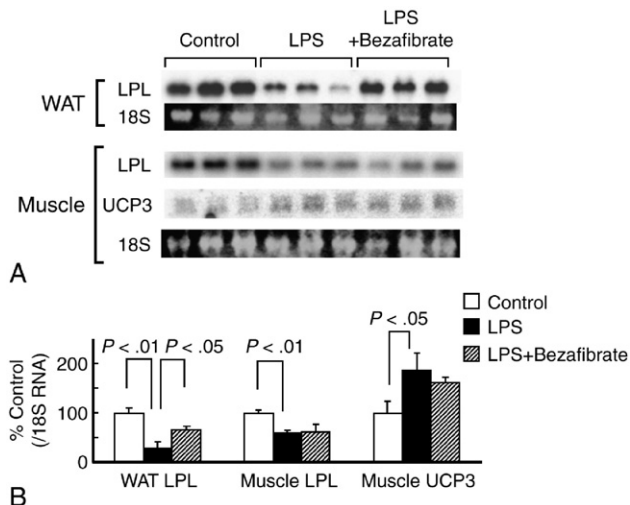 LPS
Control LPS +Bezafibrate
WAT
LPL
18S
Muscle
LPL
UCP3
18S
A
Control
LPS
LPS+Bezafibrate
P < .01
P < .05
P < .01
P < .05
% Control
(/18S RNA)
200
100
0
WAT LPL Muscle LPL Muscle UCP3
B